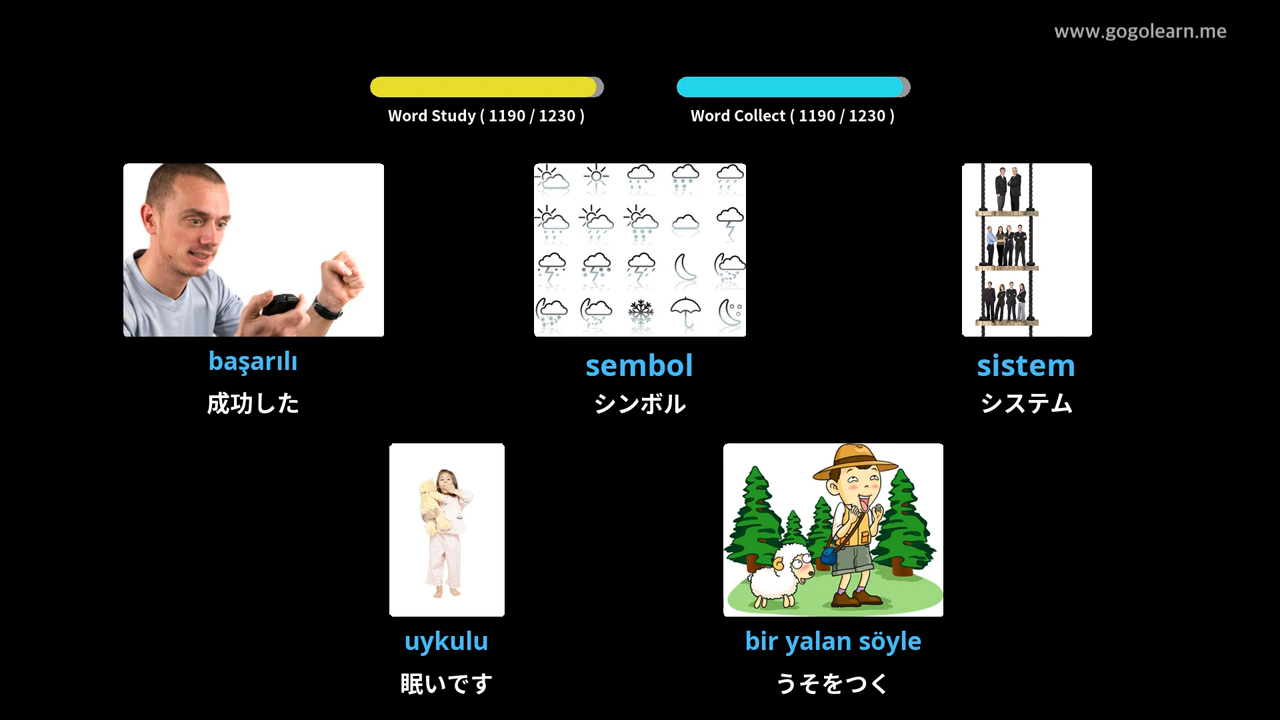 www.gogolearn.me
Word Study ( 1190 / 1230 )
Word Collect ( 1190 / 1230 )
başarılı
成功した
sembol
シンボル
sistem
システム
uykulu
眠いです
bir yalan söyle
うそをつく